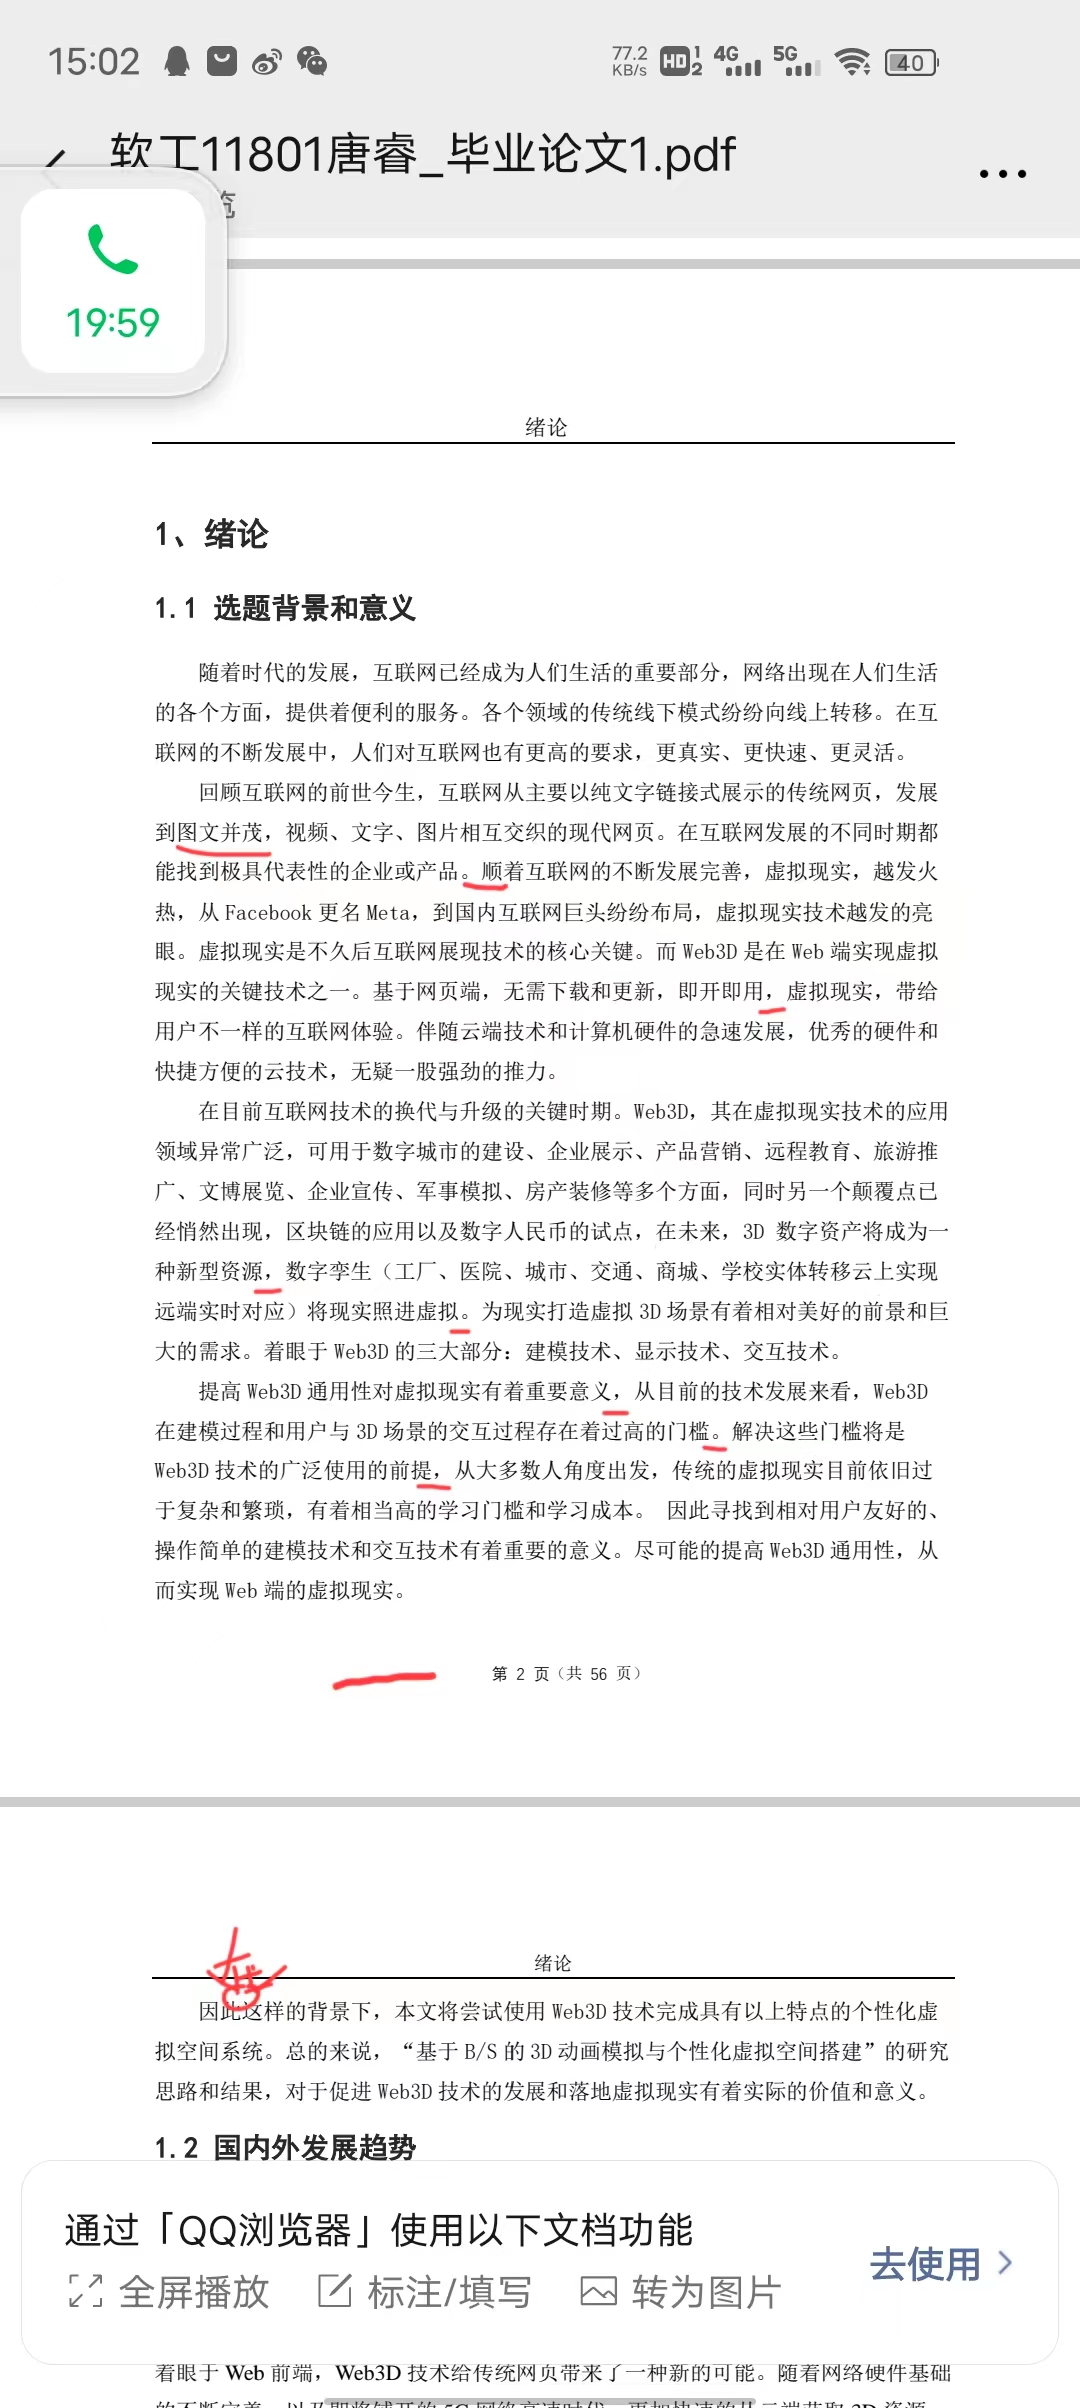 15:02
77.2 KB/s HD 1 2 4G 5G 40
软工11801唐睿_毕业论文1.pdf
览
19:59
绪论
1、绪论
1.1 选题背景和意义
随着时代的发展，互联网已经成为人们生活的重要部分，网络出现在人们生活
的各个方面，提供着便利的服务。各个领域的传统线下模式纷纷向线上转移。在互
联网的不断发展中，人们对互联网也有更高的要求，更真实、更快速、更灵活。
回顾互联网的前世今生，互联网从主要以纯文字链接式展示的传统网页，发展
到图文并茂，视频、文字、图片相互交织的现代网页。在互联网发展的不同时期都
能找到极具代表性的企业或产品。顺着互联网的不断发展完善，虚拟现实，越发火
热，从 Facebook 更名 Meta，到国内互联网巨头纷纷布局，虚拟现实技术越发的亮
眼。虚拟现实是不久后互联网展现技术的核心关键。而 Web3D 是在 Web 端实现虚拟
现实的关键技术之一。基于网页端，无需下载和更新，即开即用，虚拟现实，带给
用户不一样的互联网体验。伴随云端技术和计算机硬件的急速发展，优秀的硬件和
快捷方便的云技术，无疑一股强劲的推力。
在目前互联网技术的换代与升级的关键时期。Web3D，其在虚拟现实技术的应用
领域异常广泛，可用于数字城市的建设、企业展示、产品营销、远程教育、旅游推
广、文博展览、企业宣传、军事模拟、房产装修等多个方面，同时另一个颠覆点已
经悄然出现，区块链的应用以及数字人民币的试点，在未来，3D 数字资产将成为一
种新型资源，数字孪生（工厂、医院、城市、交通、商城、学校实体转移云上实现
远端实时对应）将现实照进虚拟。为现实打造虚拟 3D 场景有着相对美好的前景和巨
大的需求。着眼于 Web3D 的三大部分：建模技术、显示技术、交互技术。
提高 Web3D 通用性对虚拟现实有着重要意义，从目前的技术发展来看，Web3D
在建模过程和用户与 3D 场景的交互过程存在着过高的门槛。解决这些门槛将是
Web3D 技术的广泛使用的前提，从大多数人角度出发，传统的虚拟现实目前依旧过
于复杂和繁琐，有着相当高的学习门槛和学习成本。 因此寻找到相对用户友好的、
操作简单的建模技术和交互技术有着重要的意义。尽可能的提高 Web3D 通用性，从
而实现 Web 端的虚拟现实。
第 2 页（共 56 页）
绪论
因此这样的背景下，本文将尝试使用 Web3D 技术完成具有以上特点的个性化虚
拟空间系统。总的来说，“基于 B/S 的 3D 动画模拟与个性化虚拟空间搭建”的研究
思路和结果，对于促进 Web3D 技术的发展和落地虚拟现实有着实际的价值和意义。
1.2 国内外发展趋势
通过「QQ浏览器」使用以下文档功能
全屏播放 标注/填写 转为图片
去使用
着眼于 Web 前端，Web3D 技术给传统网页带来了一种新的可能。随着网络硬件基础